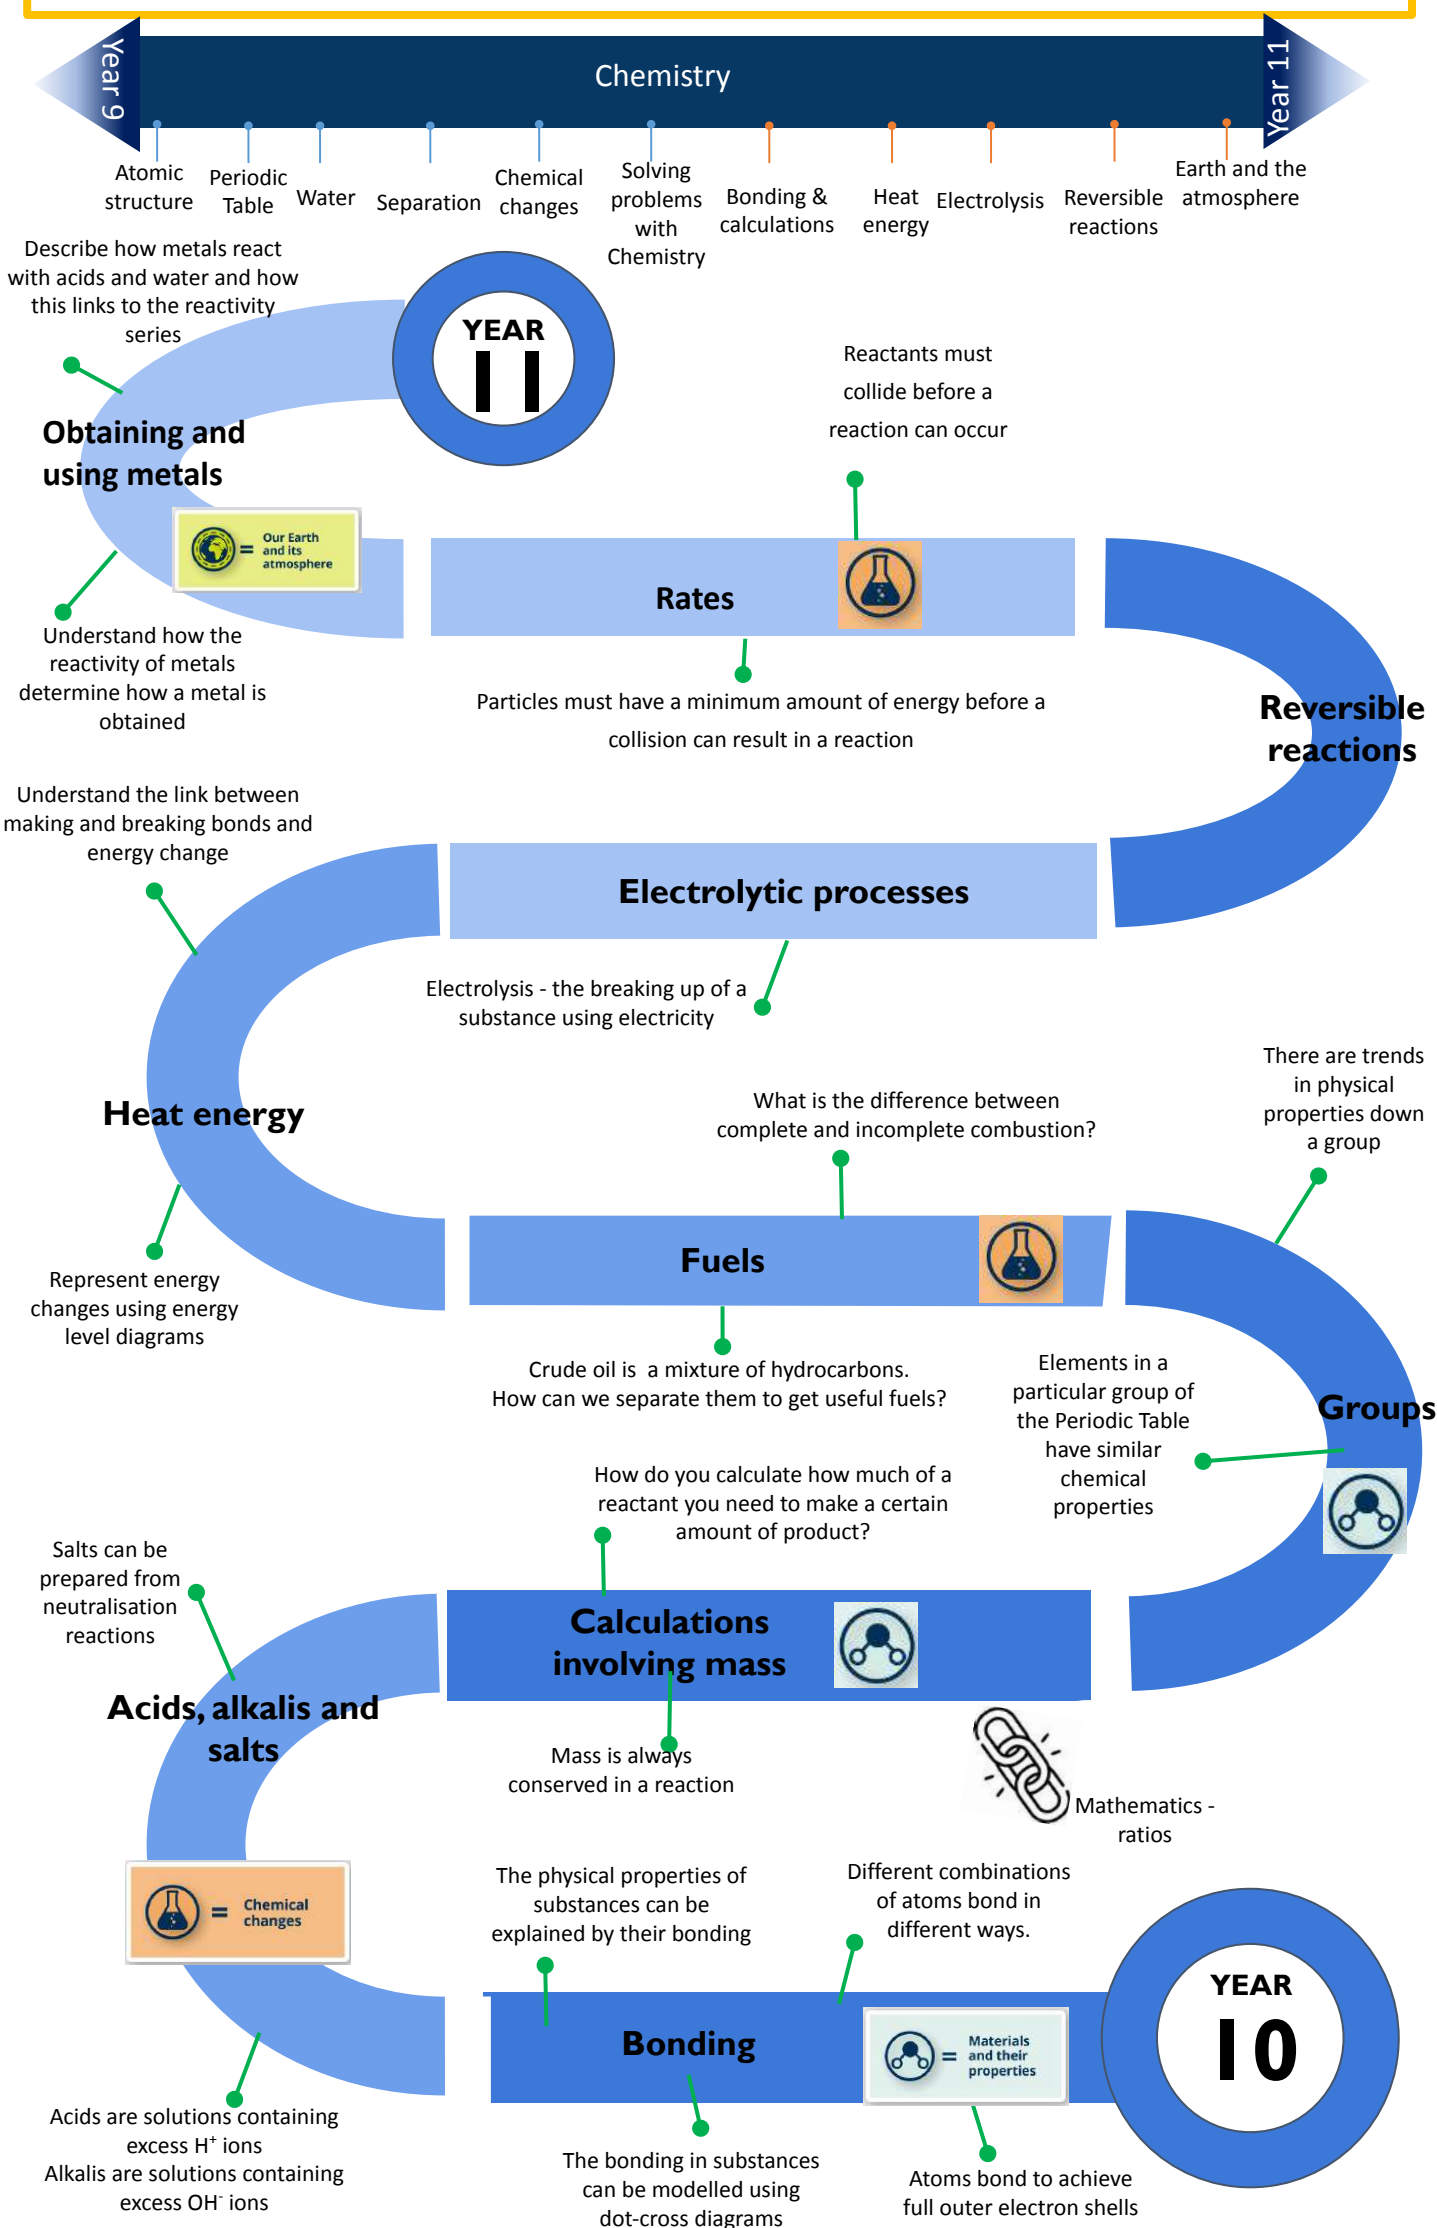 Year 9
Chemistry
Year 11
Atomic
structure
Periodic
Table
Water
Separation
Chemical
changes
Solving
problems
with
Chemistry
Bonding &
calculations
Heat
energy
Electrolysis
Reversible
reactions
Earth and the
atmosphere
Describe how metals react
with acids and water and how
this links to the reactivity
series
YEAR
11
Reactants must
collide before a
reaction can occur
Obtaining and
using metals
= Our Earth
and its
atmosphere
Rates
Understand how the
reactivity of metals
determine how a metal is
obtained
Particles must have a minimum amount of energy before a
collision can result in a reaction
Reversible
reactions
Understand the link between
making and breaking bonds and
energy change
Electrolytic processes
Electrolysis - the breaking up of a
substance using electricity
There are trends
in physical
properties down
a group
Heat energy
What is the difference between
complete and incomplete combustion?
Fuels
Represent energy
changes using energy
level diagrams
Crude oil is  a mixture of hydrocarbons.
How can we separate them to get useful fuels?
Elements in a
particular group of
the Periodic Table
have similar
chemical
properties
Groups
How do you calculate how much of a
reactant you need to make a certain
amount of product?
Salts can be
prepared from
neutralisation
reactions
Calculations
involving mass
Acids, alkalis and
salts
Mass is always
conserved in a reaction
Mathematics -
ratios
= Chemical
changes
The physical properties of
substances can be
explained by their bonding
Different combinations
of atoms bond in
different ways.
YEAR
10
Bonding
= Materials
and their
properties
Acids are solutions containing
excess H⁺ ions
Alkalis are solutions containing
excess OH⁻ ions
The bonding in substances
can be modelled using
dot-cross diagrams
Atoms bond to achieve
full outer electron shells